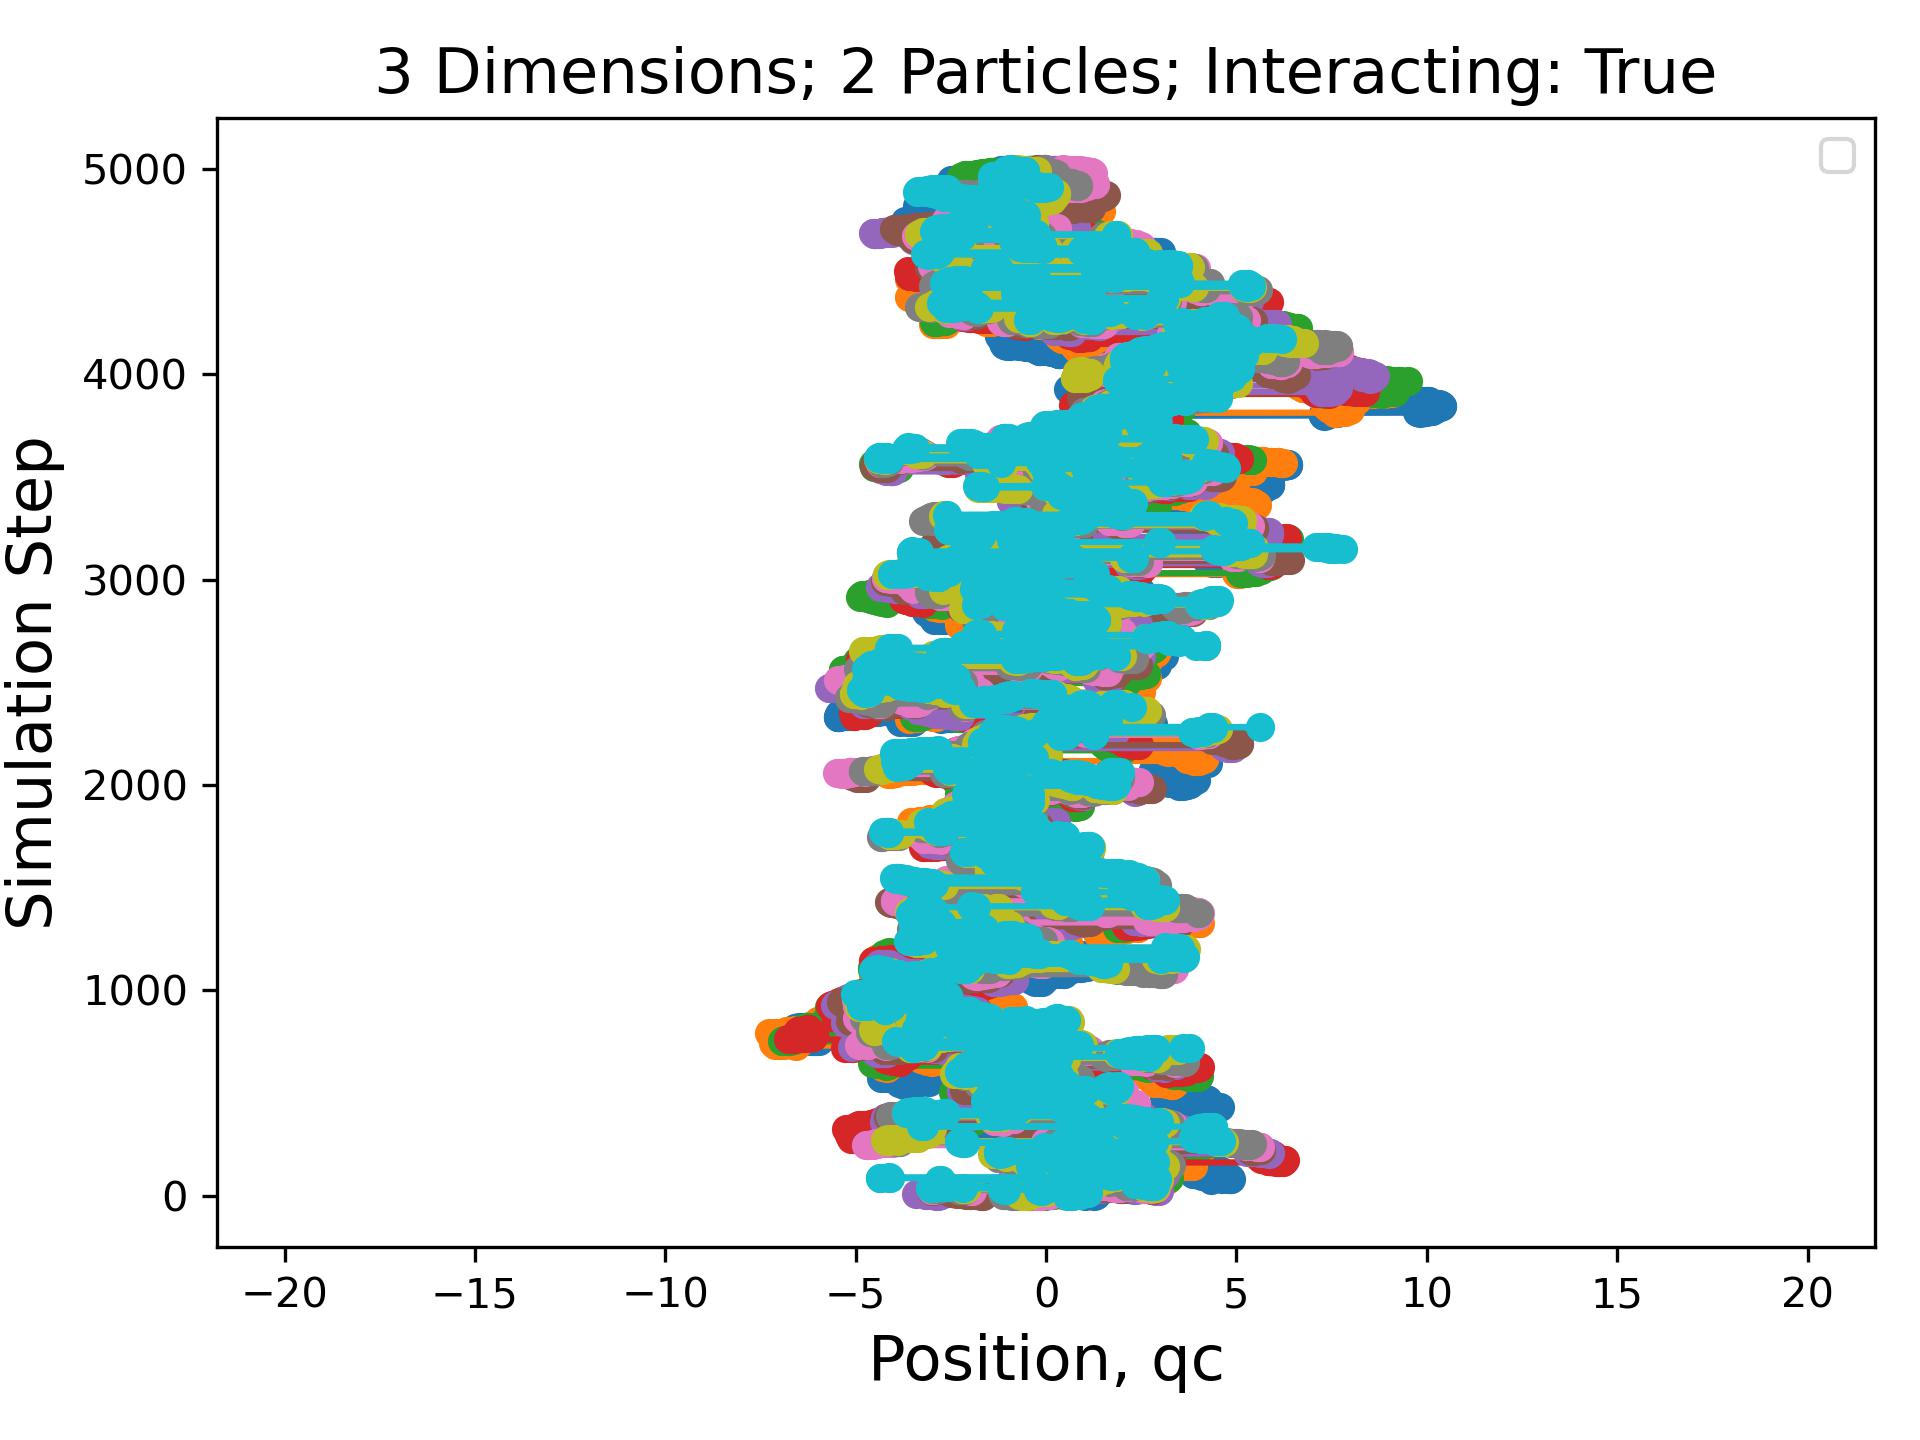 3 Dimensions; 2 Particles; Interacting: True
Simulation Step
5000
4000
3000
2000
1000
0
−20 −15 −10 −5 0 5 10 15 20
Position, qc